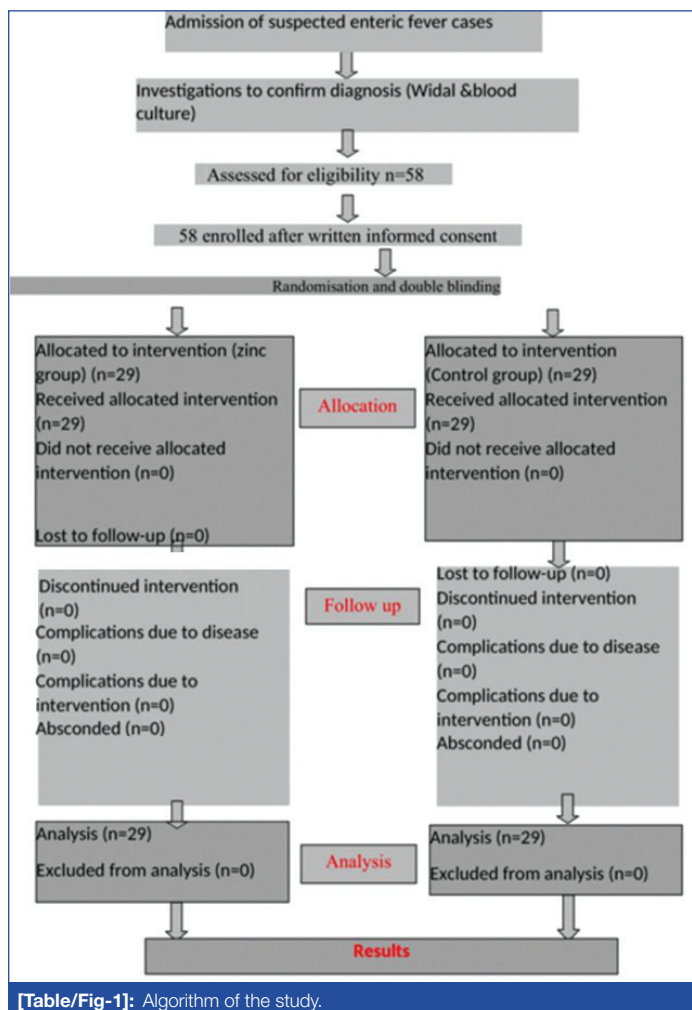 Admission of suspected enteric fever cases
Investigations to confirm diagnosis (Widal &blood
culture)
Assessed for eligibility n=58
58 enrolled after written informed consent
Randomisation and double blinding
Allocated to intervention (zinc
group) (n=29)
Received allocated intervention
(n=29)
Did not receive allocated
intervention (n=0)
Lost to follow-up (n=0)
Allocation
Allocated to intervention
(Control group) (n=29)
Received allocated intervention
(n=29)
Did not receive allocated
intervention (n=0)
Discontinued intervention
(n=0)
Complications due to disease
(n=0)
Complications due to
intervention (n=0)
Absconded (n=0)
Follow up
Lost to follow-up (n=0)
Discontinued intervention
(n=0)
Complications due to disease
(n=0)
Complications due to
intervention (n=0)
Absconded (n=0)
Analysis (n=29)
Excluded from analysis (n=0)
Analysis
Analysis (n=29)
Excluded from analysis (n=0)
Results
[Table/Fig-1]: Algorithm of the study.